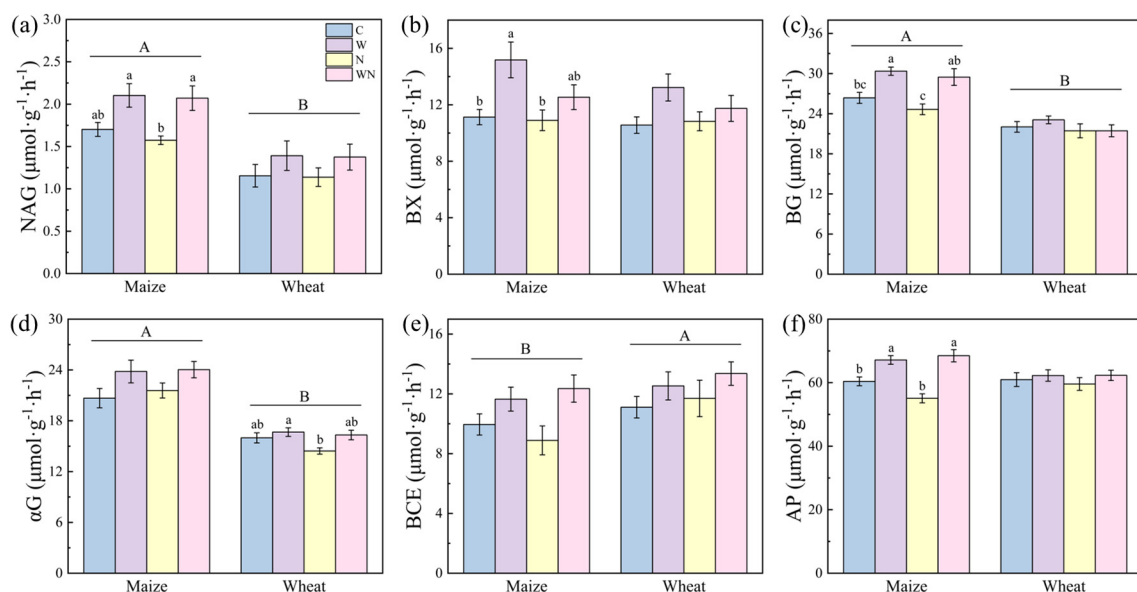 (a)
NAG (μmol·g⁻¹·h⁻¹)
3.0
2.5
2.0
1.5
1.0
0.5
0.0
A
ab
a
b
a
B
C
W
N
WN
Maize
Wheat
(b)
BX (μmol·g⁻¹·h⁻¹)
16
12
8
4
0
b
a
b
ab
Maize
Wheat
(c)
BG (μmol·g⁻¹·h⁻¹)
36
30
24
18
12
6
0
A
bc
a
c
ab
B
Maize
Wheat
(d)
αG (μmol·g⁻¹·h⁻¹)
30
24
18
12
6
0
A
B
ab
a
b
ab
Maize
Wheat
(e)
BCE (μmol·g⁻¹·h⁻¹)
16
12
8
4
0
B
A
Maize
Wheat
(f)
AP (μmol·g⁻¹·h⁻¹)
80
60
40
20
0
b
a
b
a
Maize
Wheat